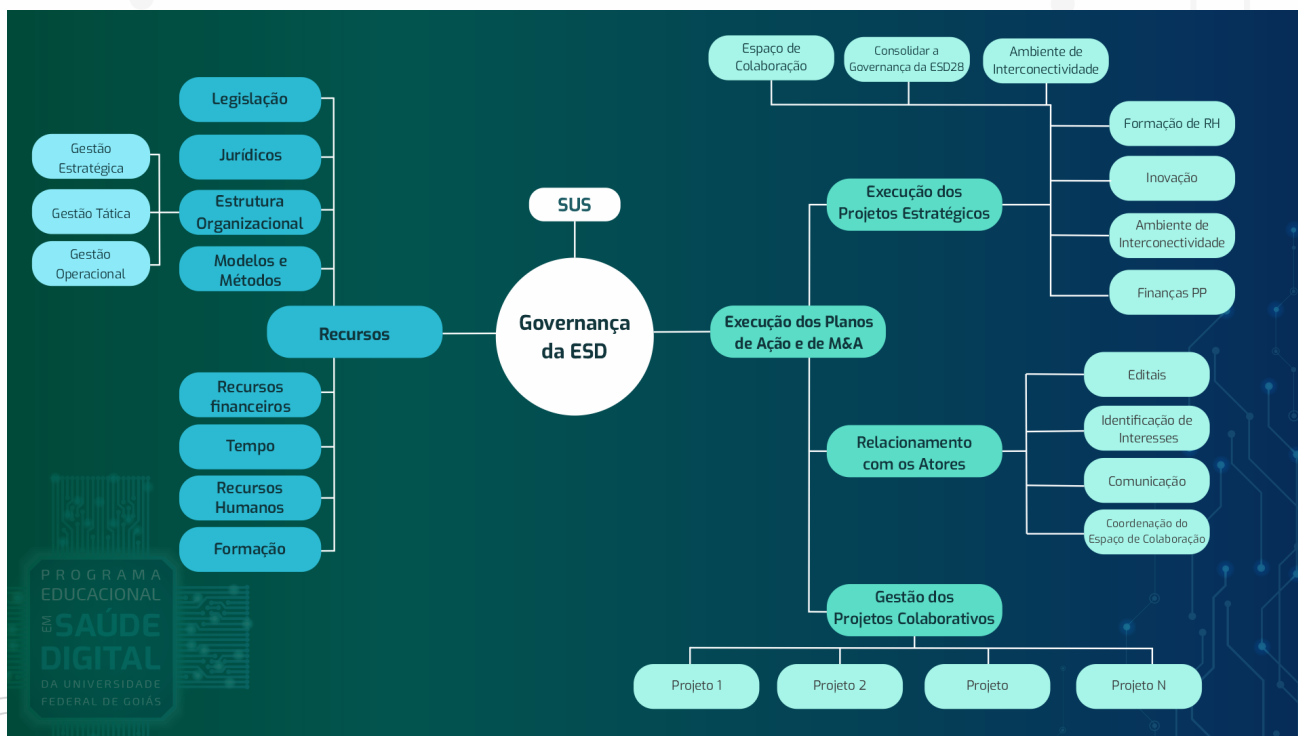 Espaço de
Colaboração
Consolidar a
Governança da ESD28
Ambiente de
Interconectividade
Legislação
Formação de RH
Jurídicos
Gestão
Estratégica
Inovação
Execução dos
Projetos Estratégicos
SUS
Estrutura
Organizacional
Gestão Tática
Ambiente de
Interconectividade
Gestão
Operacional
Modelos e
Métodos
Finanças PP
Recursos
Governança
da ESD
Execução dos Planos
de Ação e de M&A
Editais
Recursos
financeiros
Identificação de
Interesses
Tempo
Relacionamento
com os Atores
Comunicação
Recursos
Humanos
Coordenação do
Espaço de Colaboração
Formação
PROGRAMA
EDUCACIONAL
EM SAÚDE
DIGITAL
DA UNIVERSIDADE
FEDERAL DE GOIÁS
Gestão dos
Projetos Colaborativos
Projeto 1
Projeto 2
Projeto
Projeto N